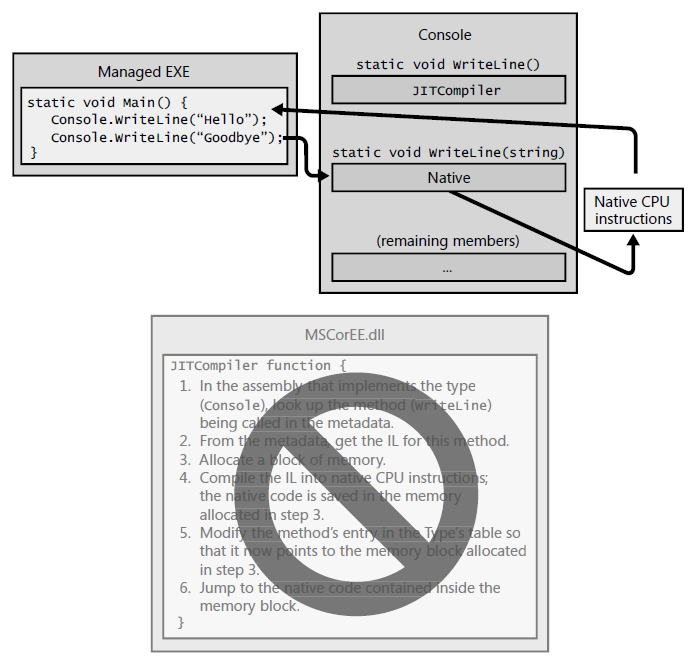 Managed EXE
static void Main() {
Console.WriteLine(“Hello”);
Console.WriteLine(“Goodbye”);
}
Console
static void WriteLine()
JITCompiler
static void WriteLine(string)
Native
(remaining members)
...
Native CPU
instructions
MSCorEE.dll
JITCompiler function {
1. In the assembly that implements the type
(Console), look up the method (WriteLine)
being called in the metadata.
2. From the metadata, get the IL for this method.
3. Allocate a block of memory.
4. Compile the IL into native CPU instructions;
the native code is saved in the memory
allocated in step 3.
5. Modify the method’s entry in the Type’s table so
that it now points to the memory block allocated
in step 3.
6. Jump to the native code contained inside the
memory block.
}